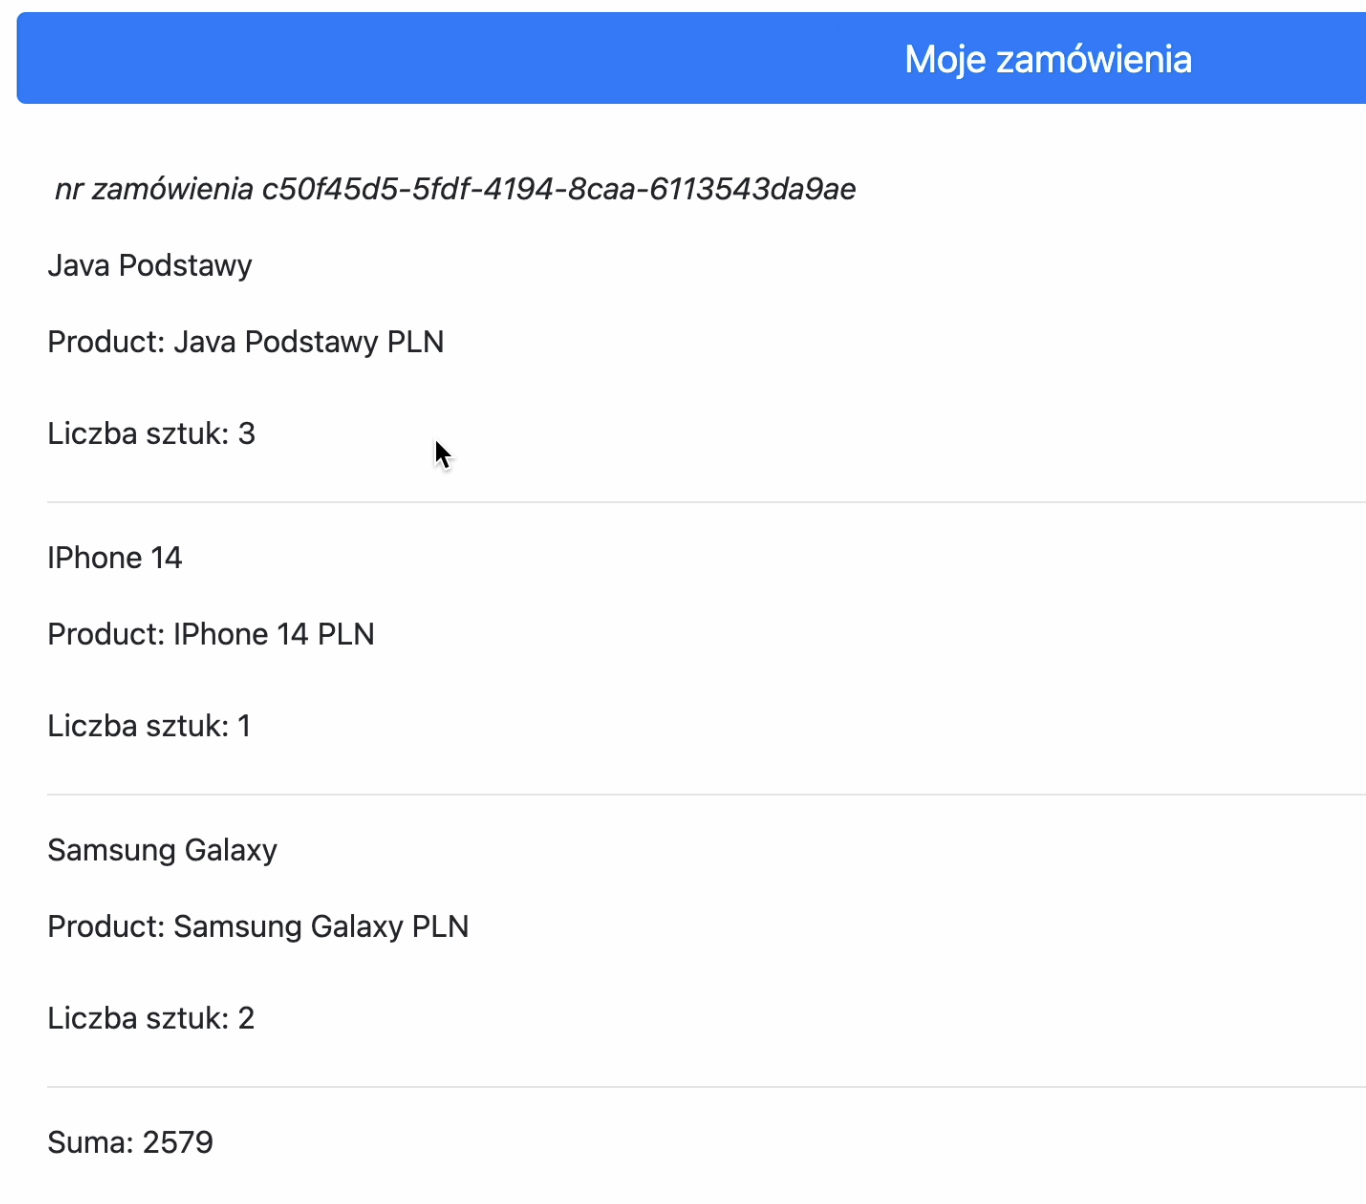 Moje zamówienia
nr zamówienia c50f45d5-5fdf-4194-8caa-6113543da9ae
Java Podstawy
Product: Java Podstawy PLN
Liczba sztuk: 3
IPhone 14
Product: IPhone 14 PLN
Liczba sztuk: 1
Samsung Galaxy
Product: Samsung Galaxy PLN
Liczba sztuk: 2
Suma: 2579